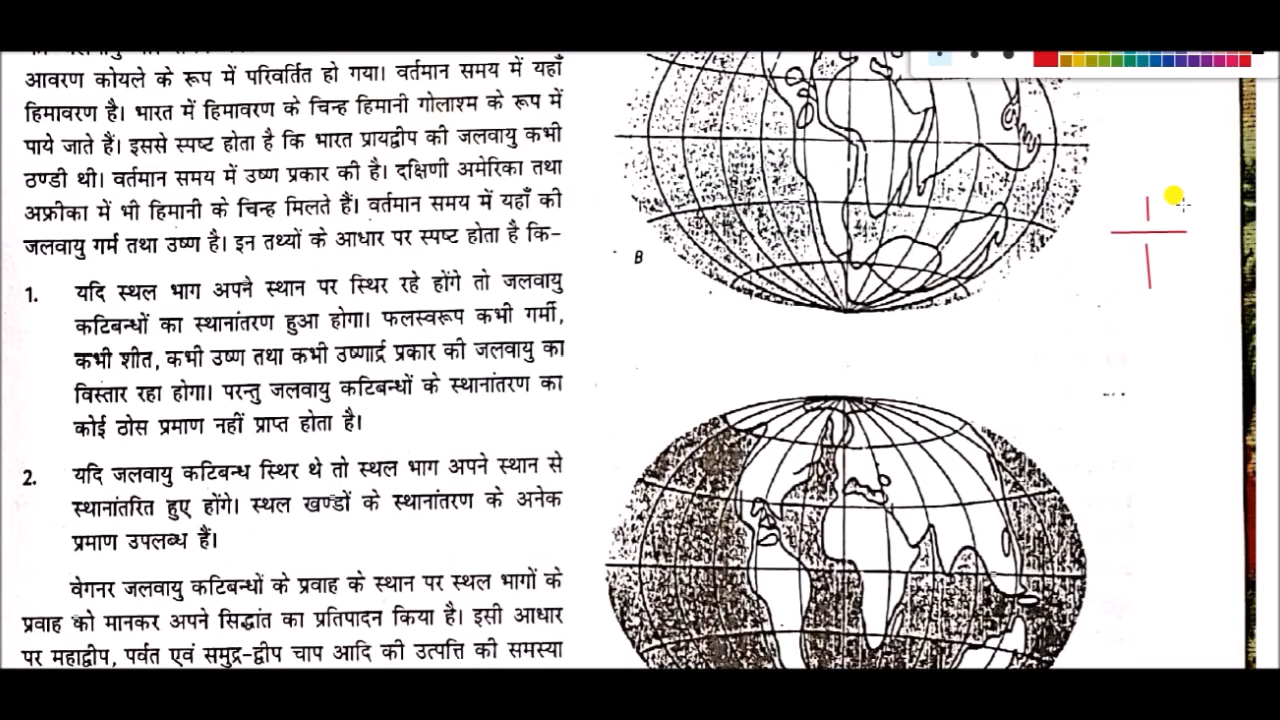 आवरण कोयले के रूप में परिवर्तित हो गया। वर्तमान समय में यहाँ
हिमावरण है। भारत में हिमावरण के चिन्ह हिमानी गोलाश्म के रूप में
पाये जाते हैं। इससे स्पष्ट होता है कि भारत प्रायद्वीप की जलवायु कभी
ठण्डी थी। वर्तमान समय में उष्ण प्रकार की है। दक्षिणी अमेरिका तथा
अफ्रीका में भी हिमानी के चिन्ह मिलते हैं। वर्तमान समय में यहाँ की
जलवायु गर्म तथा उष्ण है। इन तथ्यों के आधार पर स्पष्ट होता है कि-
1. यदि स्थल भाग अपने स्थान पर स्थिर रहे होंगे तो जलवायु
कटिबन्धों का स्थानांतरण हुआ होगा। फलस्वरूप कभी गर्मी,
कभी शीत, कभी उष्ण तथा कभी उष्णार्द्र प्रकार की जलवायु का
विस्तार रहा होगा। परन्तु जलवायु कटिबन्धों के स्थानांतरण का
कोई ठोस प्रमाण नहीं प्राप्त होता है।
2. यदि जलवायु कटिबन्ध स्थिर थे तो स्थल भाग अपने स्थान से
स्थानांतरित हुए होंगे। स्थल खण्डों के स्थानांतरण के अनेक
प्रमाण उपलब्ध हैं।
वेगनर जलवायु कटिबन्धों के प्रवाह के स्थान पर स्थल भागों के
प्रवाह को मानकर अपने सिद्धांत का प्रतिपादन किया है। इसी आधार
पर महाद्वीप, पर्वत एवं समुद्र-द्वीप चाप आदि की उत्पत्ति की समस्या
B